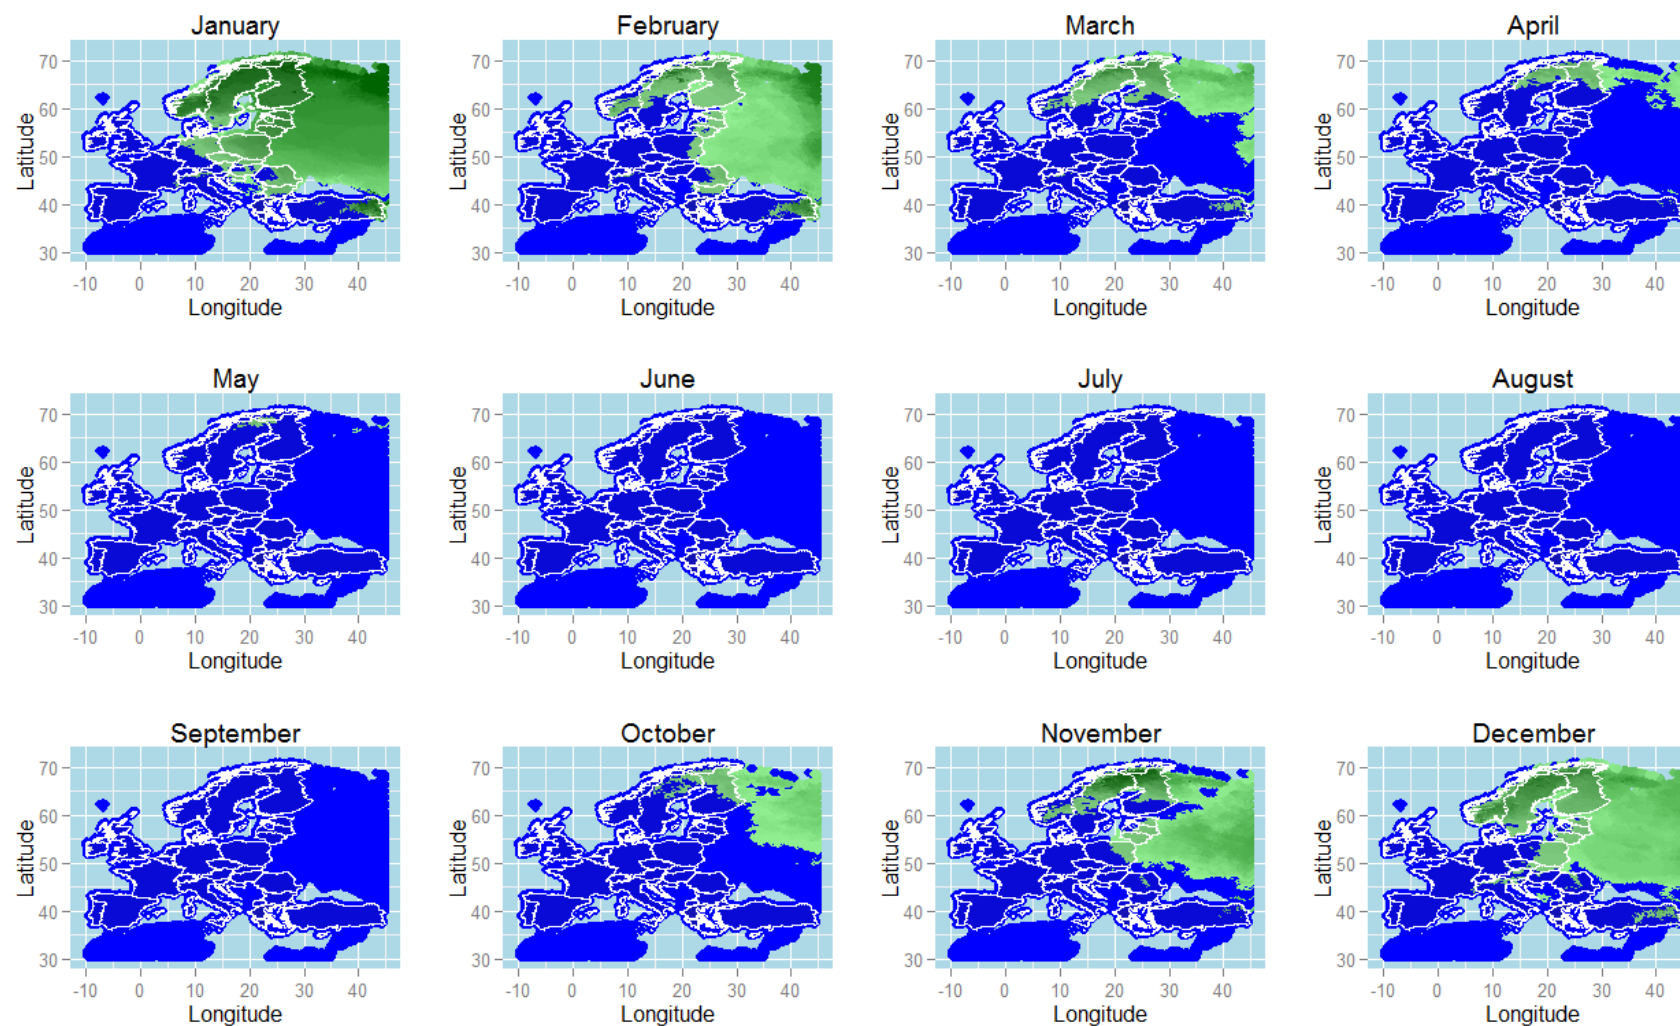 January February March April
70 70 70 70
60 60 60 60
50 50 50 50
40 40 40 40
30 30 30 30
Latitude Latitude Latitude Latitude
-10 0 10 20 30 40 -10 0 10 20 30 40 -10 0 10 20 30 40 -10 0 10 20 30 40
Longitude Longitude Longitude Longitude
May June July August
70 70 70 70
60 60 60 60
50 50 50 50
40 40 40 40
30 30 30 30
Latitude Latitude Latitude Latitude
-10 0 10 20 30 40 -10 0 10 20 30 40 -10 0 10 20 30 40 -10 0 10 20 30 40
Longitude Longitude Longitude Longitude
September October November December
70 70 70 70
60 60 60 60
50 50 50 50
40 40 40 40
30 30 30 30
Latitude Latitude Latitude Latitude
-10 0 10 20 30 40 -10 0 10 20 30 40 -10 0 10 20 30 40 -10 0 10 20 30 40
Longitude Longitude Longitude Longitude